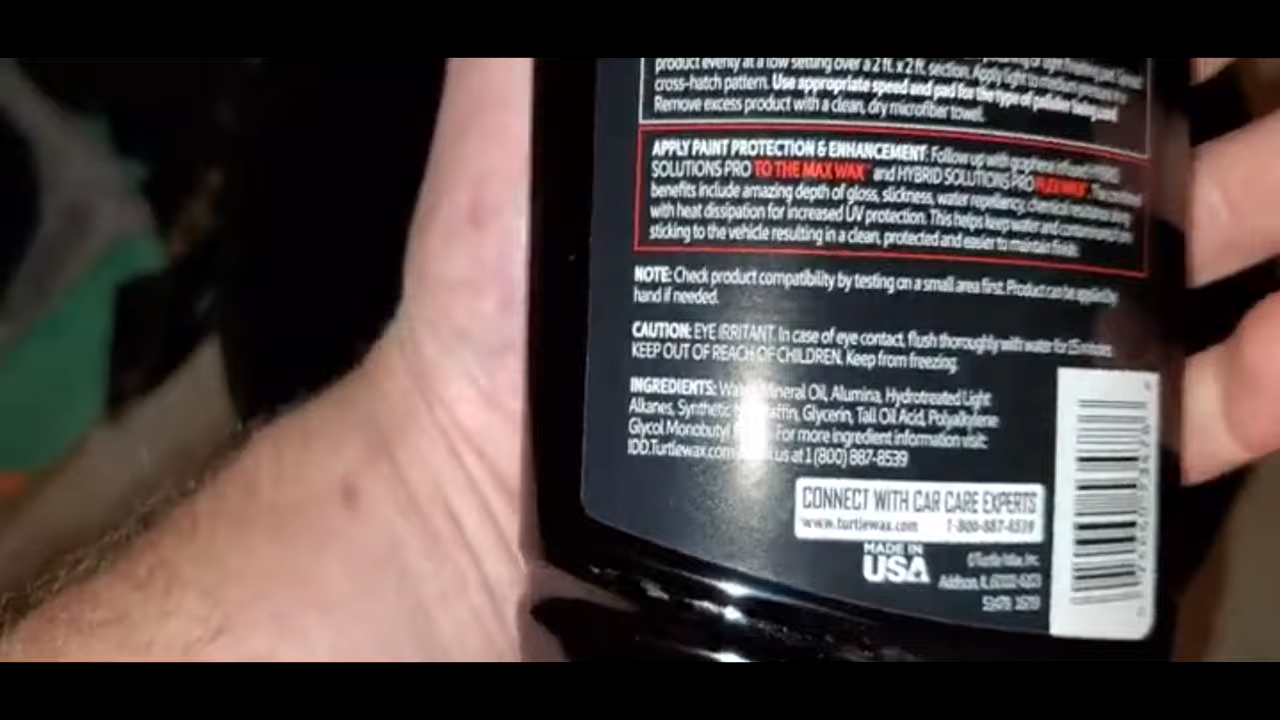 product evenly at a low setting over a 2 ft. x 2 ft. section. Apply light to medium
cross-hatch pattern. Use appropriate speed and pad for the type of polisher being used.
Remove excess product with a clean, dry microfiber towel.
APPLY PAINT PROTECTION & ENHANCEMENT: Follow up with graphene infused HYBRID
SOLUTIONS PRO TO THE MAX WAX™ and HYBRID SOLUTIONS PRO FLEX WAX™.
benefits include amazing depth of gloss, slickness, water repellency, chemical resistance along
with heat dissipation for increased UV protection. This helps keep water and contaminants from
sticking to the vehicle resulting in a clean, protected and easier to maintain finish.
NOTE: Check product compatibility by testing on a small area first. Product can be applied by
hand if needed.
CAUTION: EYE IRRITANT. In case of eye contact, flush thoroughly with water for 15 minutes.
KEEP OUT OF REACH OF CHILDREN. Keep from freezing.
INGREDIENTS: Water, Mineral Oil, Alumina, Hydrotreated Light
Alkanes, Synthetic Glycerin, Tall Oil Acid, Polyalkylene
Glycol Monobutyl For more ingredient information visit:
IDD.Turtlewax.com us at 1 (800) 887-8539
CONNECT WITH CAR CARE EXPERTS
www.turtlewax.com 1-800-887-8539
MADE IN
USA
©Turtle Wax, Inc.
Addison, IL